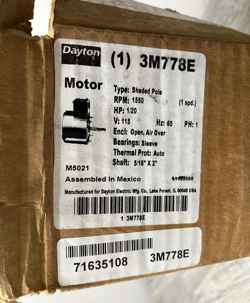 Dayton (1) 3M778E
Motor
Type: Shaded Pole
RPM: 1550 (1 spd.)
HP: 1/20
V: 115 Hz: 60 PH: 1
Encl: Open, Air Over
Bearings: Sleeve
Thermal Prot: Auto
Shaft: 5/16" X 2"
M5021
Assembled in Mexico
Manufactured for Dayton Electric Mfg. Co., Lake Forest, IL 60045 USA
1 3M778E
71635108 3M778E